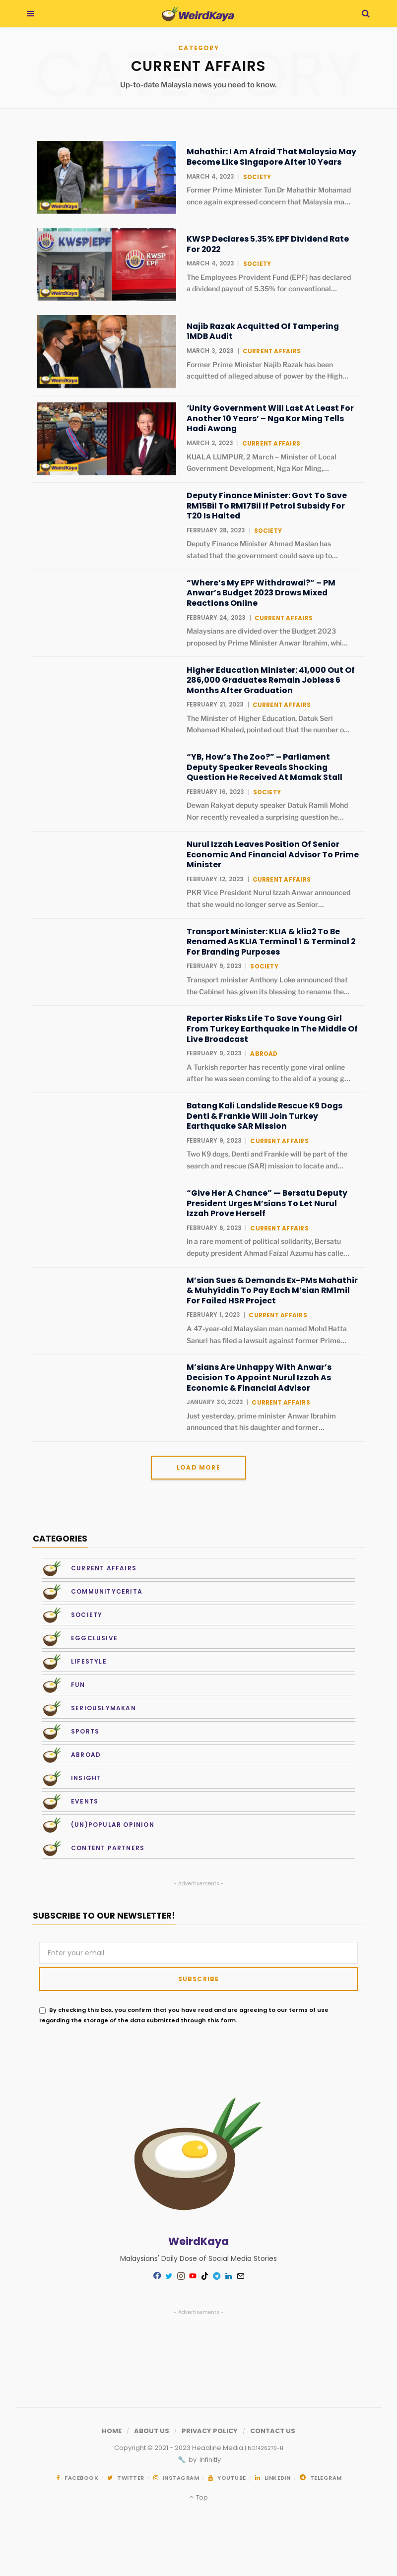 WeirdKaya
CATEGORY
CATEGORY
CURRENT AFFAIRS
Up-to-date Malaysia news you need to know.
WeirdKaya
Mahathir: I Am Afraid That Malaysia May
Become Like Singapore After 10 Years
MARCH 4, 2023 | SOCIETY
Former Prime Minister Tun Dr Mahathir Mohamad
once again expressed concern that Malaysia ma...
KWSP EPF
KWSP
EPF
WeirdKaya
KWSP Declares 5.35% EPF Dividend Rate
For 2022
MARCH 4, 2023 | SOCIETY
The Employees Provident Fund (EPF) has declared
a dividend payout of 5.35% for conventional...
WeirdKaya
Najib Razak Acquitted Of Tampering
1MDB Audit
MARCH 3, 2023 | CURRENT AFFAIRS
Former Prime Minister Najib Razak has been
acquitted of alleged abuse of power by the High...
WeirdKaya
‘Unity Government Will Last At Least For
Another 10 Years’ – Nga Kor Ming Tells
Hadi Awang
MARCH 2, 2023 | CURRENT AFFAIRS
KUALA LUMPUR, 2 March – Minister of Local
Government Development, Nga Kor Ming,...
Deputy Finance Minister: Govt To Save
RM15Bil To RM17Bil If Petrol Subsidy For
T20 Is Halted
FEBRUARY 28, 2023 | SOCIETY
Deputy Finance Minister Ahmad Maslan has
stated that the government could save up to...
“Where’s My EPF Withdrawal?” – PM
Anwar’s Budget 2023 Draws Mixed
Reactions Online
FEBRUARY 24, 2023 | CURRENT AFFAIRS
Malaysians are divided over the Budget 2023
proposed by Prime Minister Anwar Ibrahim, whi...
Higher Education Minister: 41,000 Out Of
286,000 Graduates Remain Jobless 6
Months After Graduation
FEBRUARY 21, 2023 | CURRENT AFFAIRS
The Minister of Higher Education, Datuk Seri
Mohamad Khaled, pointed out that the number o...
“YB, How’s The Zoo?” – Parliament
Deputy Speaker Reveals Shocking
Question He Received At Mamak Stall
FEBRUARY 16, 2023 | SOCIETY
Dewan Rakyat deputy speaker Datuk Ramli Mohd
Nor recently revealed a surprising question he...
Nurul Izzah Leaves Position Of Senior
Economic And Financial Advisor To Prime
Minister
FEBRUARY 12, 2023 | CURRENT AFFAIRS
PKR Vice President Nurul Izzah Anwar announced
that she would no longer serve as Senior...
Transport Minister: KLIA & klia2 To Be
Renamed As KLIA Terminal 1 & Terminal 2
For Branding Purposes
FEBRUARY 9, 2023 | SOCIETY
Transport minister Anthony Loke announced that
the Cabinet has given its blessing to rename the...
Reporter Risks Life To Save Young Girl
From Turkey Earthquake In The Middle Of
Live Broadcast
FEBRUARY 9, 2023 | ABROAD
A Turkish reporter has recently gone viral online
after he was seen coming to the aid of a young g...
Batang Kali Landslide Rescue K9 Dogs
Denti & Frankie Will Join Turkey
Earthquake SAR Mission
FEBRUARY 9, 2023 | CURRENT AFFAIRS
Two K9 dogs, Denti and Frankie will be part of the
search and rescue (SAR) mission to locate and...
“Give Her A Chance” — Bersatu Deputy
President Urges M’sians To Let Nurul
Izzah Prove Herself
FEBRUARY 6, 2023 | CURRENT AFFAIRS
In a rare moment of political solidarity, Bersatu
deputy president Ahmad Faizal Azumu has calle...
M’sian Sues & Demands Ex-PMs Mahathir
& Muhyiddin To Pay Each M’sian RM1mil
For Failed HSR Project
FEBRUARY 1, 2023 | CURRENT AFFAIRS
A 47-year-old Malaysian man named Mohd Hatta
Sanuri has filed a lawsuit against former Prime...
M’sians Are Unhappy With Anwar’s
Decision To Appoint Nurul Izzah As
Economic & Financial Advisor
JANUARY 30, 2023 | CURRENT AFFAIRS
Just yesterday, prime minister Anwar Ibrahim
announced that his daughter and former...
LOAD MORE
CATEGORIES
CURRENT AFFAIRS
COMMUNITYCERITA
SOCIETY
EGGCLUSIVE
LIFESTYLE
FUN
SERIOUSLYMAKAN
SPORTS
ABROAD
INSIGHT
EVENTS
(UN)POPULAR OPINION
CONTENT PARTNERS
- Advertisements -
SUBSCRIBE TO OUR NEWSLETTER!
Enter your email
SUBSCRIBE
By checking this box, you confirm that you have read and are agreeing to our terms of use
regarding the storage of the data submitted through this form.
WeirdKaya
Malaysians' Daily Dose of Social Media Stories
- Advertisements -
HOME / ABOUT US / PRIVACY POLICY / CONTACT US
Copyright © 2021 - 2023 Headline Media | NO.1426279-H
by Infinitly
FACEBOOK TWITTER INSTAGRAM YOUTUBE LINKEDIN TELEGRAM
Top